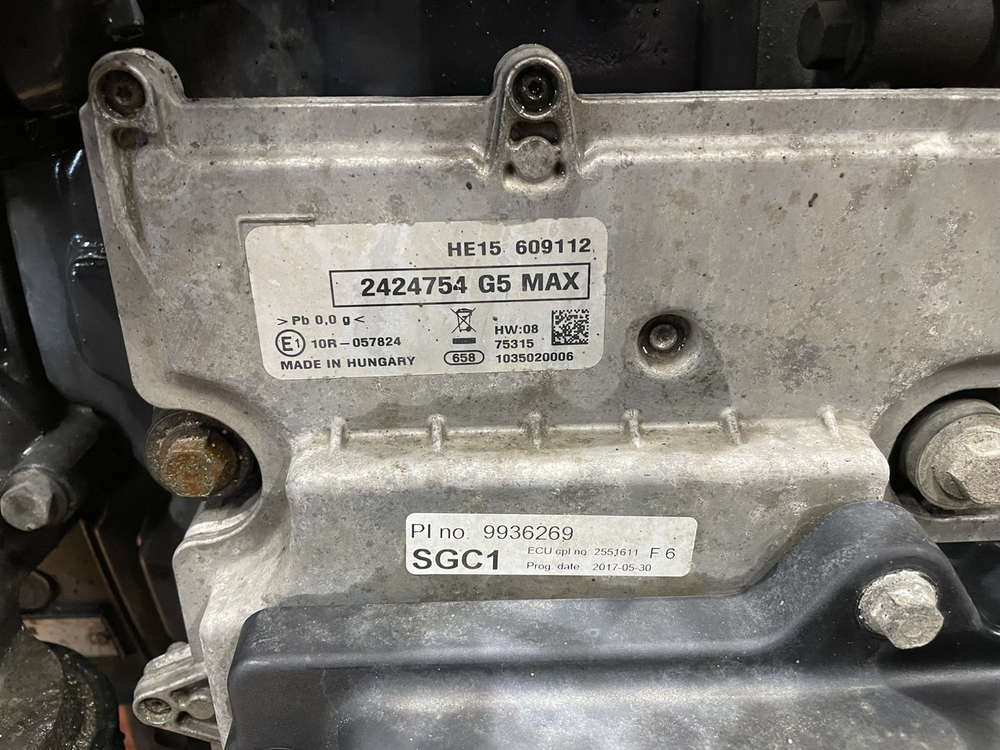 HE15 609112
2424754 G5 MAX
>Pb 0,0 g<
E1 10R-057824
HW:08
75315
MADE IN HUNGARY
658 1035020006
PI no. 9936269
SGC1 ECU cpl no. 2551611 F 6
Prog. date 2017-05-30